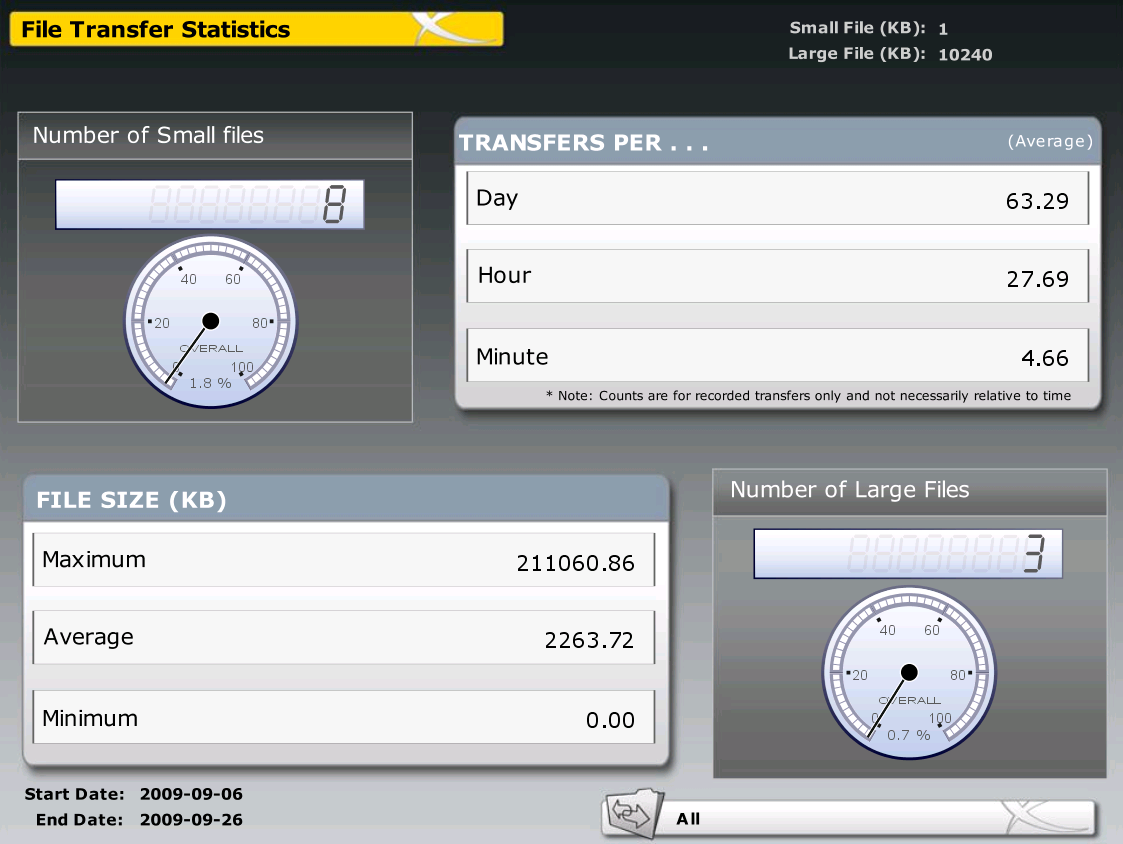 File Transfer Statistics
Small File (KB): 1
Large File (KB): 10240
Number of Small files
8
40 60
20 80
OVERALL
0 100
1.8 %
TRANSFERS PER . . . (Average)
Day 63.29
Hour 27.69
Minute 4.66
* Note: Counts are for recorded transfers only and not necessarily relative to time
FILE SIZE (KB)
Maximum 211060.86
Average 2263.72
Minimum 0.00
Number of Large Files
3
40 60
20 80
OVERALL
0 100
0.7 %
Start Date: 2009-09-06
End Date: 2009-09-26
All